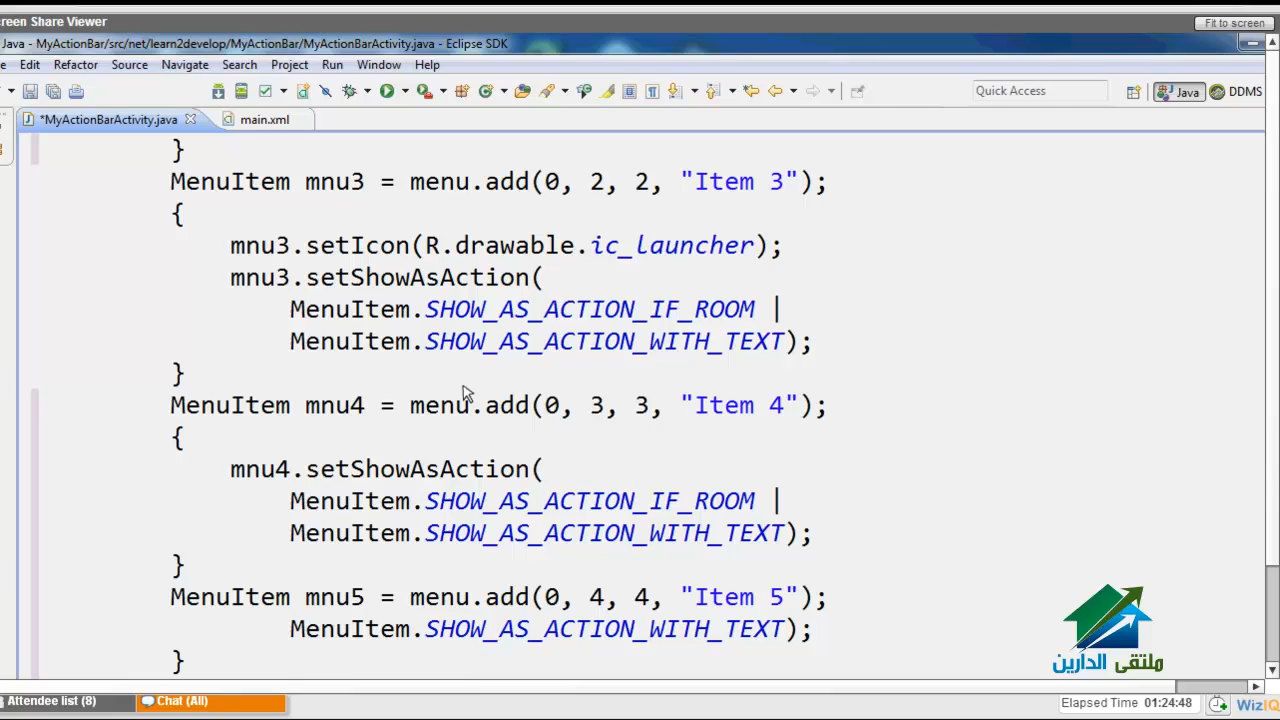 reen Share Viewer
Fit to screen
Java - MyActionBar/src/net/learn2develop/MyActionBar/MyActionBarActivity.java - Eclipse SDK
e Edit Refactor Source Navigate Search Project Run Window Help
Quick Access
Java
DDMS
*MyActionBarActivity.java
main.xml
}
MenuItem mnu3 = menu.add(0, 2, 2, "Item 3");
{
mnu3.setIcon(R.drawable.ic_launcher);
mnu3.setShowAsAction(
MenuItem.SHOW_AS_ACTION_IF_ROOM |
MenuItem.SHOW_AS_ACTION_WITH_TEXT);
}
MenuItem mnu4 = menu.add(0, 3, 3, "Item 4");
{
mnu4.setShowAsAction(
MenuItem.SHOW_AS_ACTION_IF_ROOM |
MenuItem.SHOW_AS_ACTION_WITH_TEXT);
}
MenuItem mnu5 = menu.add(0, 4, 4, "Item 5");
MenuItem.SHOW_AS_ACTION_WITH_TEXT);
}
ملتقى الدارين
Attendee list (8)
Chat (All)
Elapsed Time 01:24:48
WizIQ